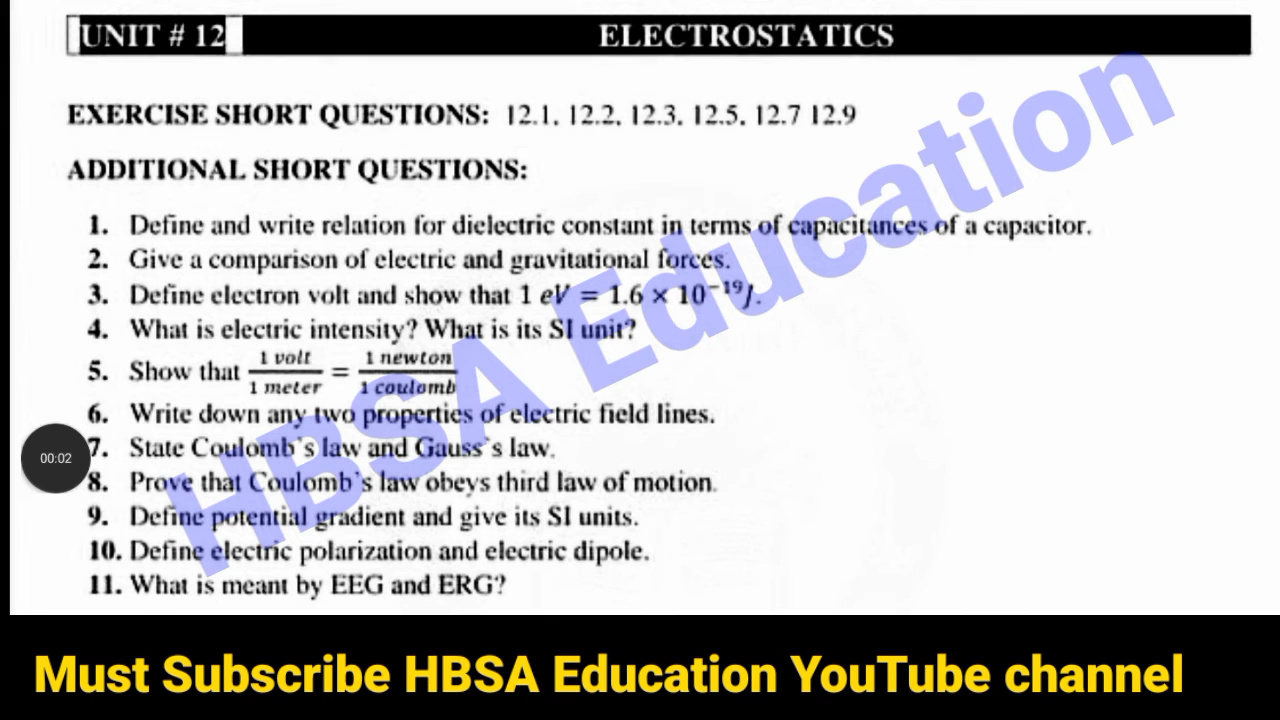 UNIT # 12 ELECTROSTATICS
EXERCISE SHORT QUESTIONS: 12.1, 12.2, 12.3, 12.5, 12.7 12.9
ADDITIONAL SHORT QUESTIONS:
1. Define and write relation for dielectric constant in terms of capacitances of a capacitor.
2. Give a comparison of electric and gravitational forces.
3. Define electron volt and show that 1 eV = 1.6 × 10⁻¹⁹J.
4. What is electric intensity? What is its SI unit?
5. Show that 1 volt / 1 meter = 1 newton / 1 coulomb
6. Write down any two properties of electric field lines.
00:02
7. State Coulomb's law and Gauss's law.
8. Prove that Coulomb's law obeys third law of motion.
9. Define potential gradient and give its SI units.
10. Define electric polarization and electric dipole.
11. What is meant by EEG and ERG?
HBSA Education
Must Subscribe HBSA Education YouTube channel